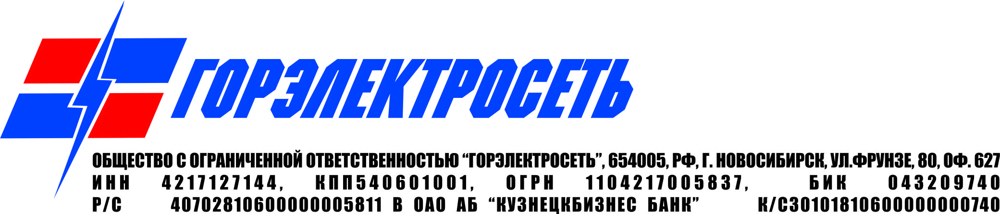 ГОРЭЛЕКТРОСЕТЬ
ОБЩЕСТВО С ОГРАНИЧЕННОЙ ОТВЕТСТВЕННОСТЬЮ “ГОРЭЛЕКТРОСЕТЬ”, 654005, РФ, Г. НОВОСИБИРСК, УЛ.ФРУНЗЕ, 80, ОФ. 627
ИНН 4217127144, КПП540601001, ОГРН 1104217005837, БИК 043209740
Р/С 40702810600000005811 В ОАО АБ “КУЗНЕЦКБИЗНЕС БАНК” К/С30101810600000000740